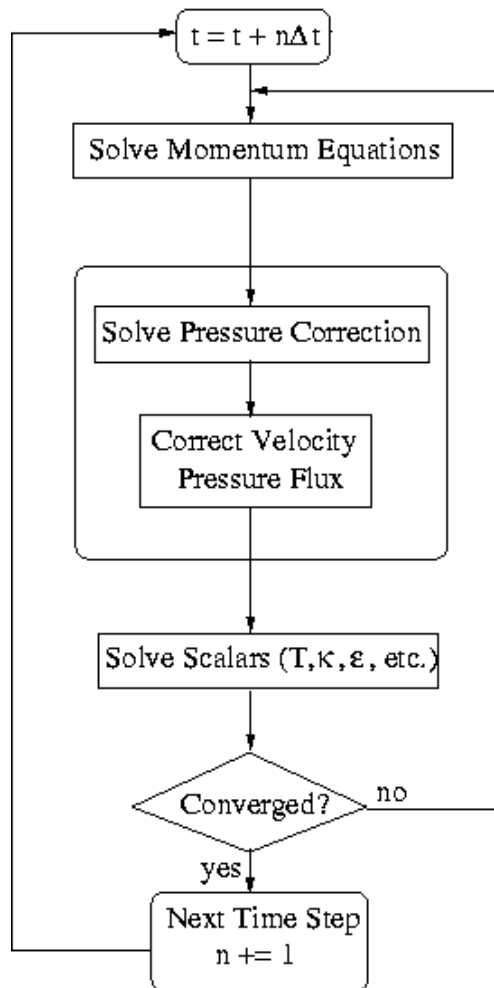 t = t + nΔt
Solve Momentum Equations
Solve Pressure Correction
Correct Velocity
Pressure Flux
Solve Scalars (T,κ,ε, etc.)
Converged?
no
yes
Next Time Step
n += 1